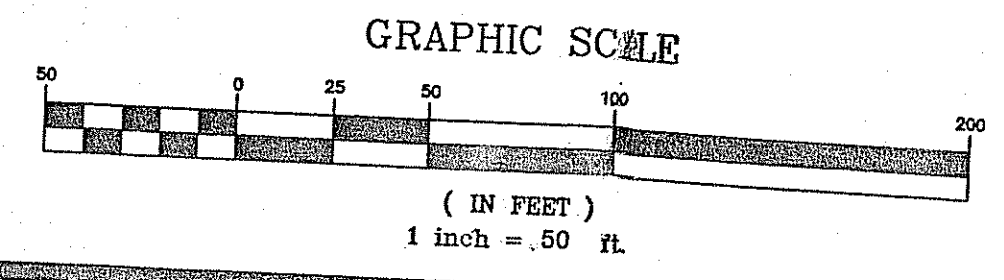 GRAPHIC SCALE
50 0 25 50 100 200
( IN FEET )
1 inch = 50 ft.